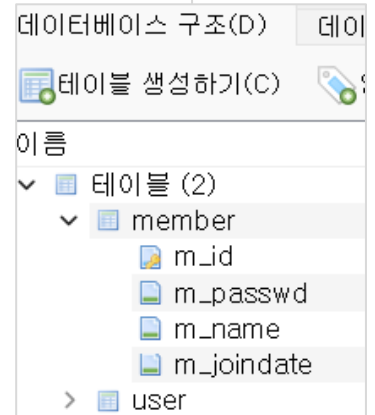 데이터베이스 구조(D) 데이
테이블 생성하기(C)
이름
테이블 (2)
member
m_id
m_passwd
m_name
m_joindate
user